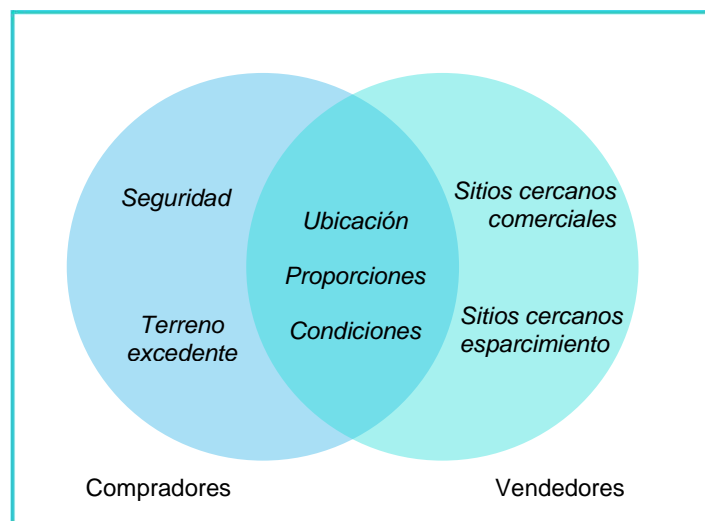 Seguridad
Terreno
excedente
Ubicación
Proporciones
Condiciones
Sitios cercanos
comerciales
Sitios cercanos
esparcimiento
Compradores
Vendedores